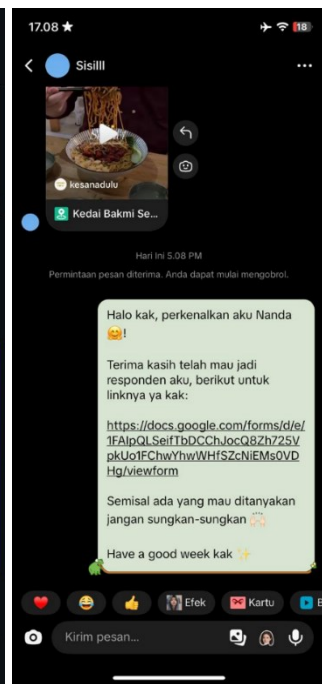 17.08
18
Sisilll
kesanadulu
Kedai Bakmi Se...
Hari Ini 5.08 PM
Permintaan pesan diterima. Anda dapat mulai mengobrol.
Halo kak, perkenalkan aku Nanda
🤗!
Terima kasih telah mau jadi
responden aku, berikut untuk
linknya ya kak:
https://docs.google.com/forms/d/e/
1FAIpQLSeifTbDCChJocQ8Zh725V
pkUo1FChwYhwWHfSZcNiEMs0VD
Hg/viewform
Semisal ada yang mau ditanyakan
jangan sungkan-sungkan 🙌🏻
Have a good week kak ✨
Efek
Kartu
Kirim pesan...